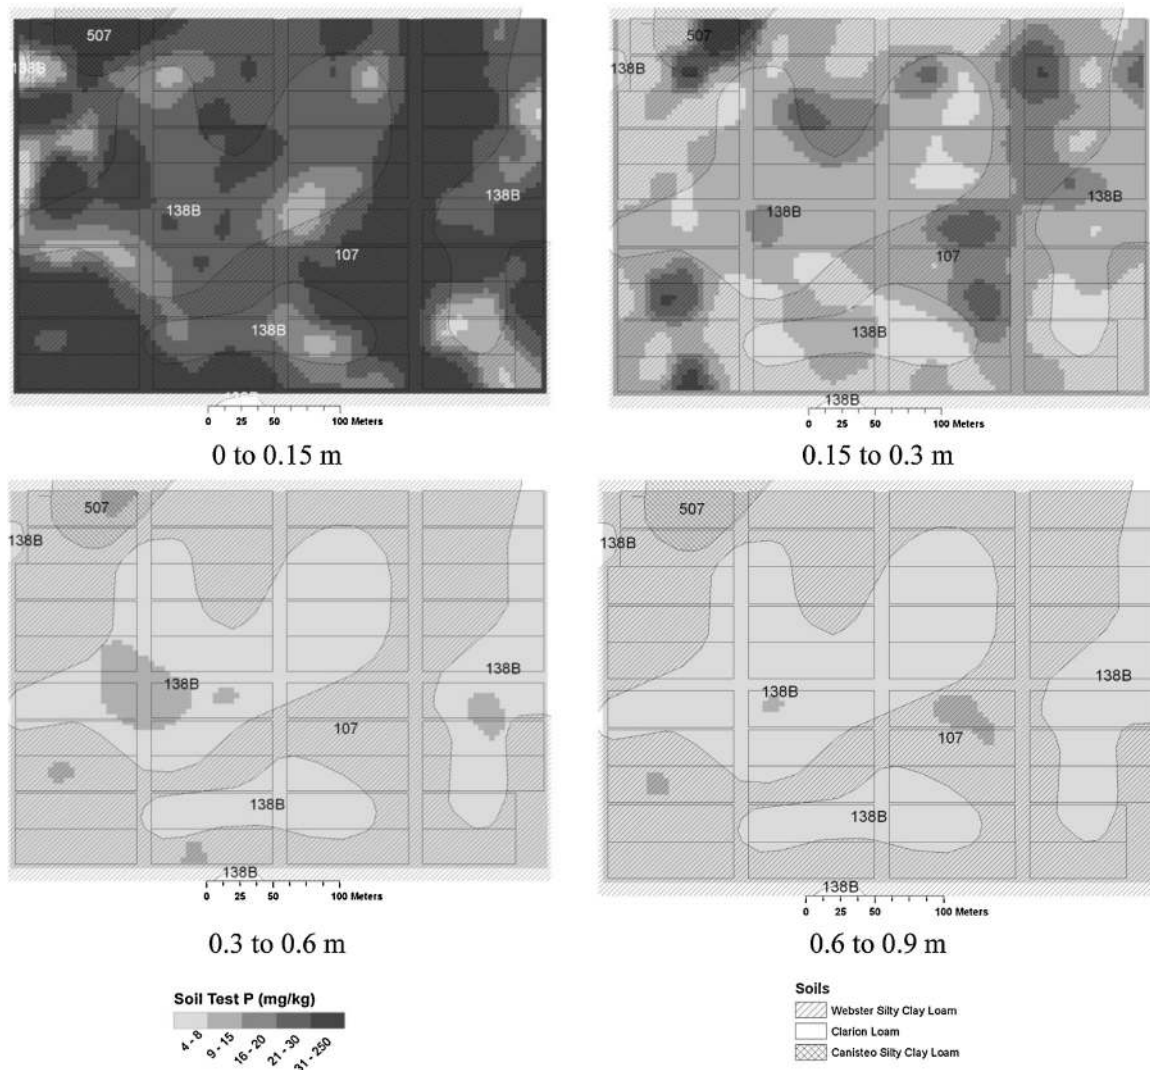 507
138B
138B
138B
107
138B
0 25 50 100 Meters
0 to 0.15 m
507
138B
138B
138B
107
138B
138B
0 25 50 100 Meters
0.15 to 0.3 m
507
138B
138B
138B
107
138B
138B
0 25 50 100 Meters
0.3 to 0.6 m
507
138B
138B
138B
107
138B
138B
0 25 50 100 Meters
0.6 to 0.9 m
Soil Test P (mg/kg)
4 - 8
9 - 15
16 - 20
21 - 30
31 - 250
Soils
Webster Silty Clay Loam
Clarion Loam
Canisteo Silty Clay Loam